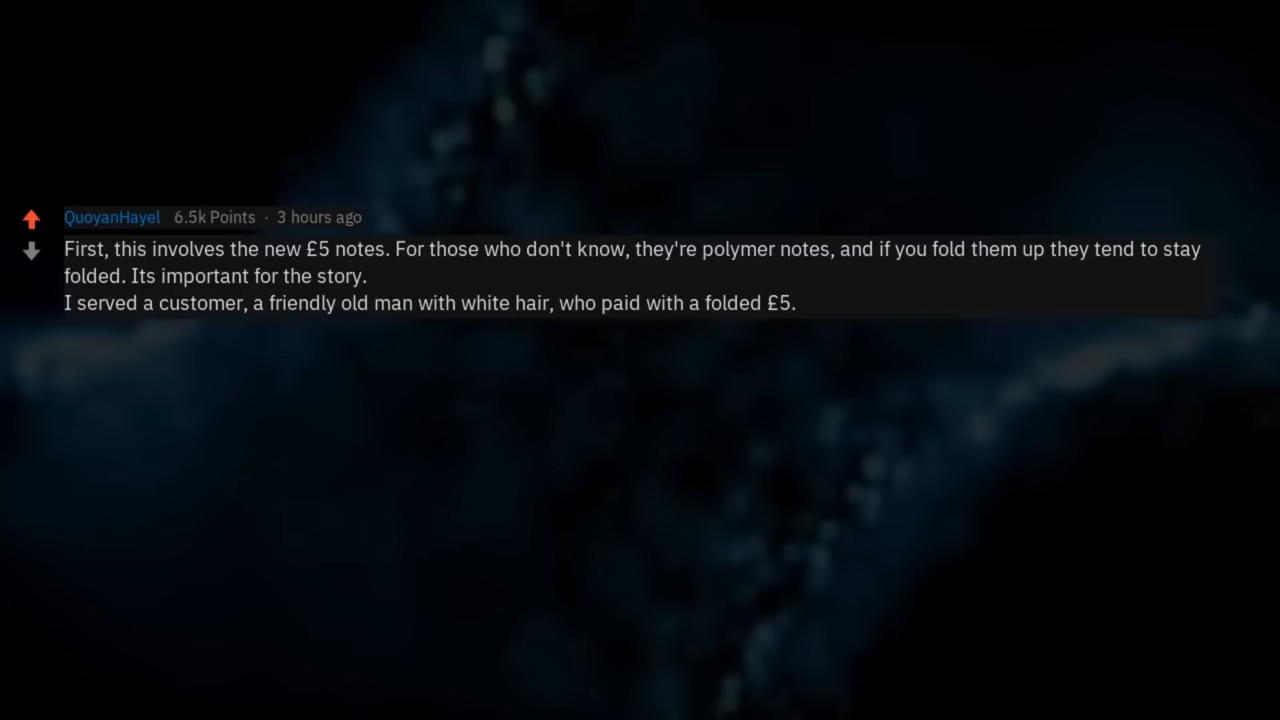 QuoyanHayel 6.5k Points · 3 hours ago
First, this involves the new £5 notes. For those who don't know, they're polymer notes, and if you fold them up they tend to stay
folded. Its important for the story.
I served a customer, a friendly old man with white hair, who paid with a folded £5.